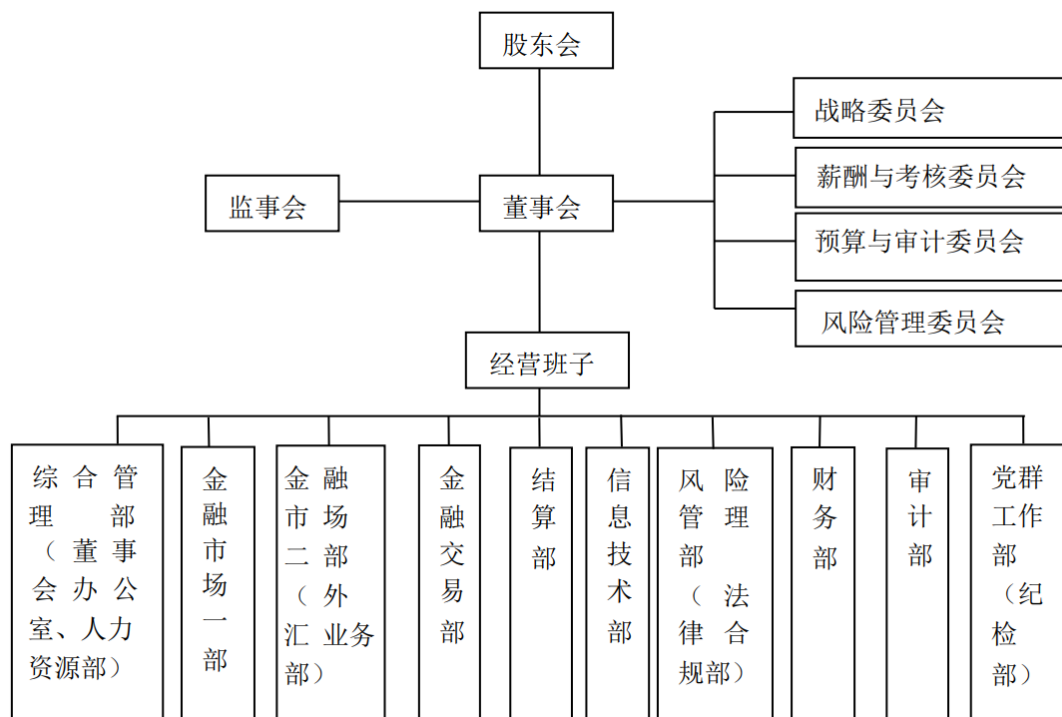 股东会
战略委员会
薪酬与考核委员会
监事会
董事会
预算与审计委员会
风险管理委员会
经营班子
综合管
理部
（董事
会办公
室、人力
资源部）
金
融
市
场
一
部
金融
市场
二部
（外
汇业务
部）
金
融
交
易
部
结
算
部
信
息
技
术
部
风险
管理
部
（法
律合
规部）
财
务
部
审
计
部
党群
工作
部
（纪
检
部）